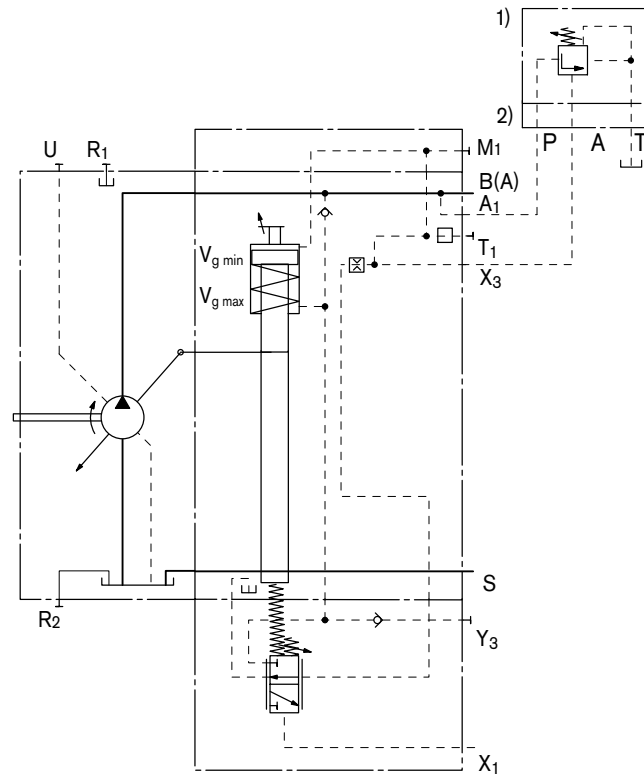 1)
2)
P A T
U R1
M1
B(A)
A1
T1
Vg min
X3
Vg max
S
R2
Y3
X1